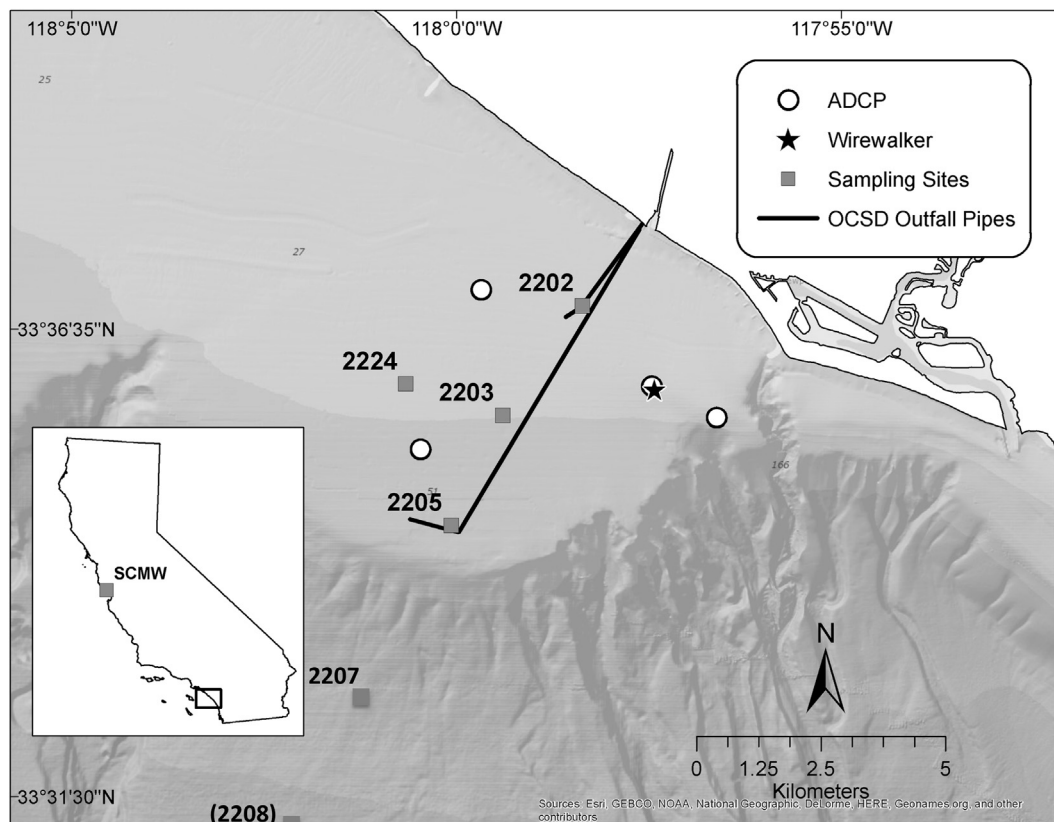 118°5'0"W
118°0'0"W
117°55'0"W
25
ADCP
Wirewalker
Sampling Sites
OCSD Outfall Pipes
27
2202
33°36'35"N
2224
2203
166
51
2205
SCMW
N
2207
0 1.25 2.5 5
Kilometers
33°31'30"N
Sources: Esri, GEBCO, NOAA, National Geographic, DeLorme, HERE, Geonames.org, and other
contributors
(2208)